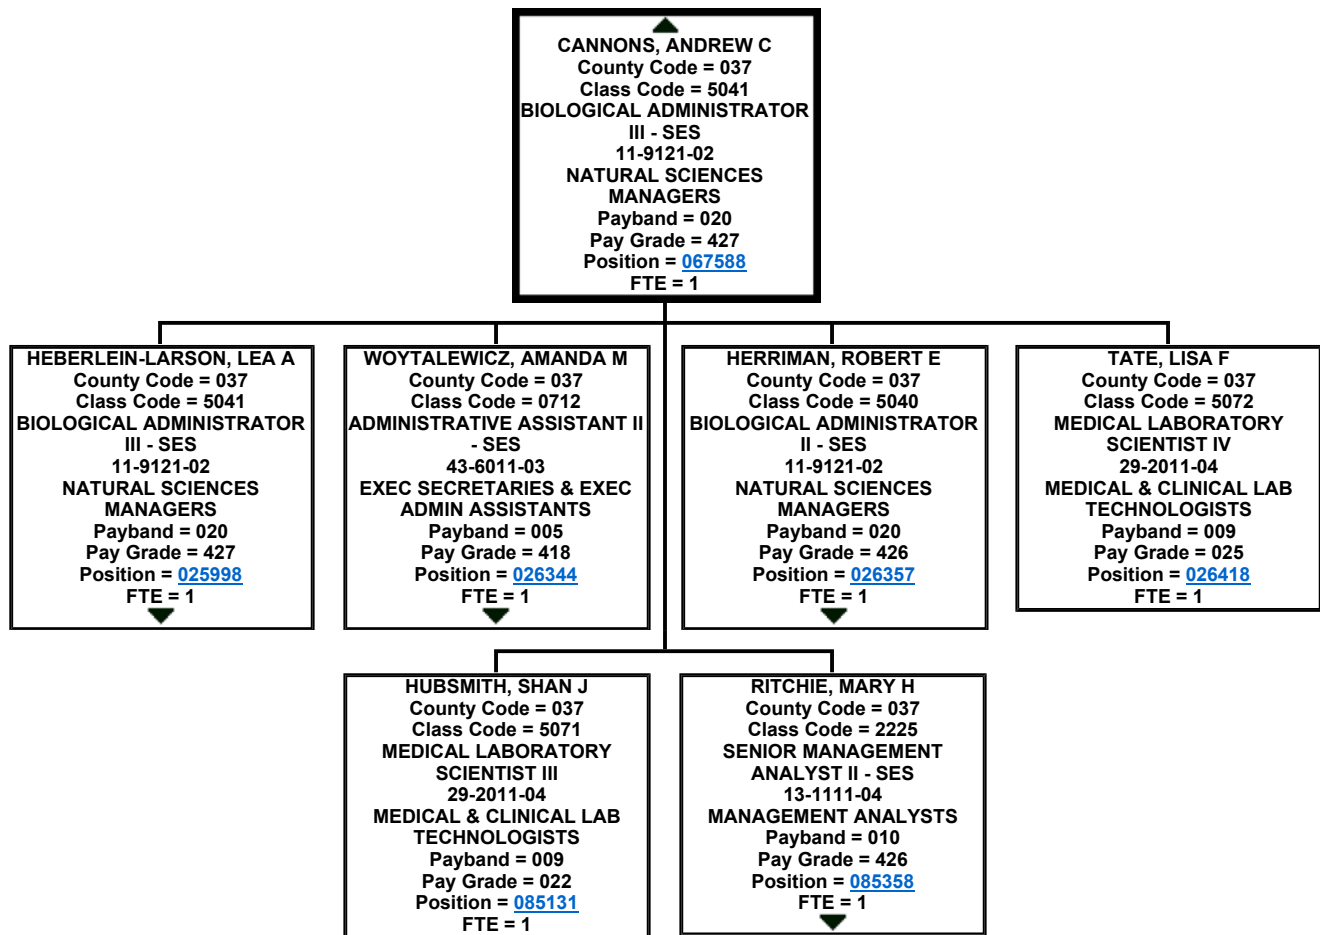 CANNONS, ANDREW C
County Code = 037
Class Code = 5041
BIOLOGICAL ADMINISTRATOR
III - SES
11-9121-02
NATURAL SCIENCES
MANAGERS
Payband = 020
Pay Grade = 427
Position = 067588
FTE = 1
HEBERLEIN-LARSON, LEA A
County Code = 037
Class Code = 5041
BIOLOGICAL ADMINISTRATOR
III - SES
11-9121-02
NATURAL SCIENCES
MANAGERS
Payband = 020
Pay Grade = 427
Position = 025998
FTE = 1
WOYTALEWICZ, AMANDA M
County Code = 037
Class Code = 0712
ADMINISTRATIVE ASSISTANT II
- SES
43-6011-03
EXEC SECRETARIES & EXEC
ADMIN ASSISTANTS
Payband = 005
Pay Grade = 418
Position = 026344
FTE = 1
HERRIMAN, ROBERT E
County Code = 037
Class Code = 5040
BIOLOGICAL ADMINISTRATOR
II - SES
11-9121-02
NATURAL SCIENCES
MANAGERS
Payband = 020
Pay Grade = 426
Position = 026357
FTE = 1
TATE, LISA F
County Code = 037
Class Code = 5072
MEDICAL LABORATORY
SCIENTIST IV
29-2011-04
MEDICAL & CLINICAL LAB
TECHNOLOGISTS
Payband = 009
Pay Grade = 025
Position = 026418
FTE = 1
HUBSMITH, SHAN J
County Code = 037
Class Code = 5071
MEDICAL LABORATORY
SCIENTIST III
29-2011-04
MEDICAL & CLINICAL LAB
TECHNOLOGISTS
Payband = 009
Pay Grade = 022
Position = 085131
FTE = 1
RITCHIE, MARY H
County Code = 037
Class Code = 2225
SENIOR MANAGEMENT
ANALYST II - SES
13-1111-04
MANAGEMENT ANALYSTS
Payband = 010
Pay Grade = 426
Position = 085358
FTE = 1